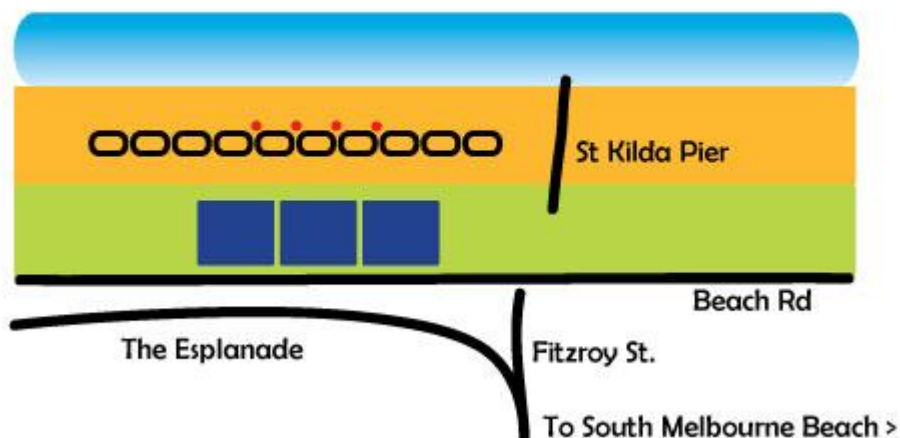 St Kilda Pier
Beach Rd
The Esplanade
Fitzroy St.
To South Melbourne Beach >